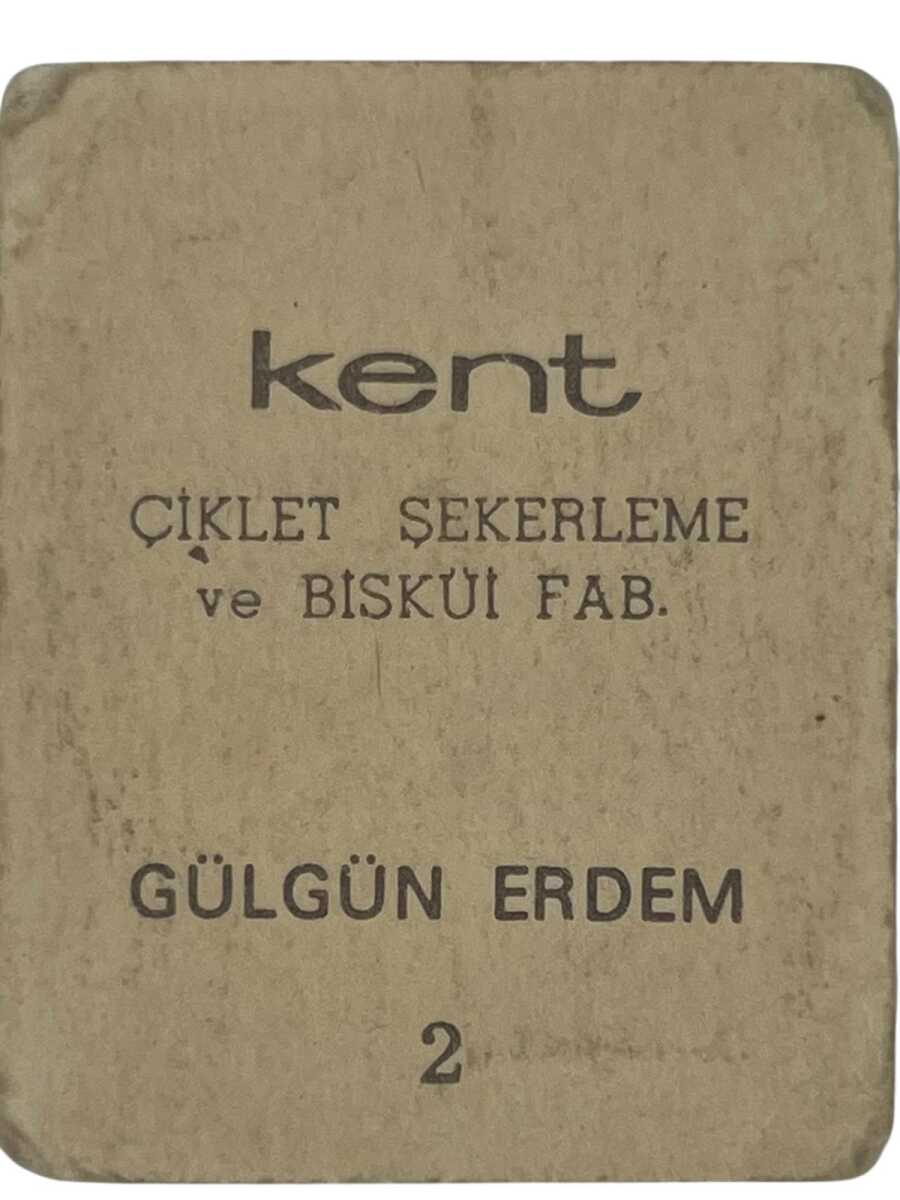 kent
ÇİKLET ŞEKERLEME
ve BİSKÜİ FAB.
GÜLGÜN ERDEM
2